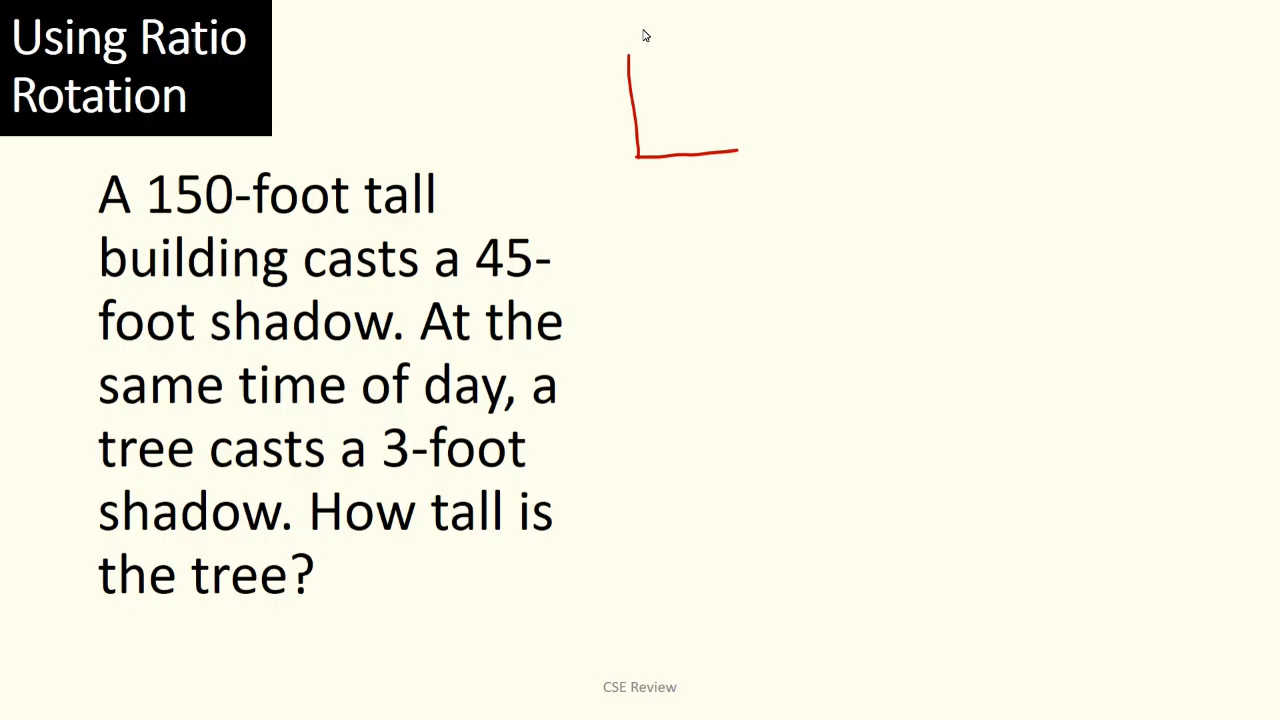 Using Ratio
Rotation
A 150-foot tall
building casts a 45-
foot shadow. At the
same time of day, a
tree casts a 3-foot
shadow. How tall is
the tree?
CSE Review